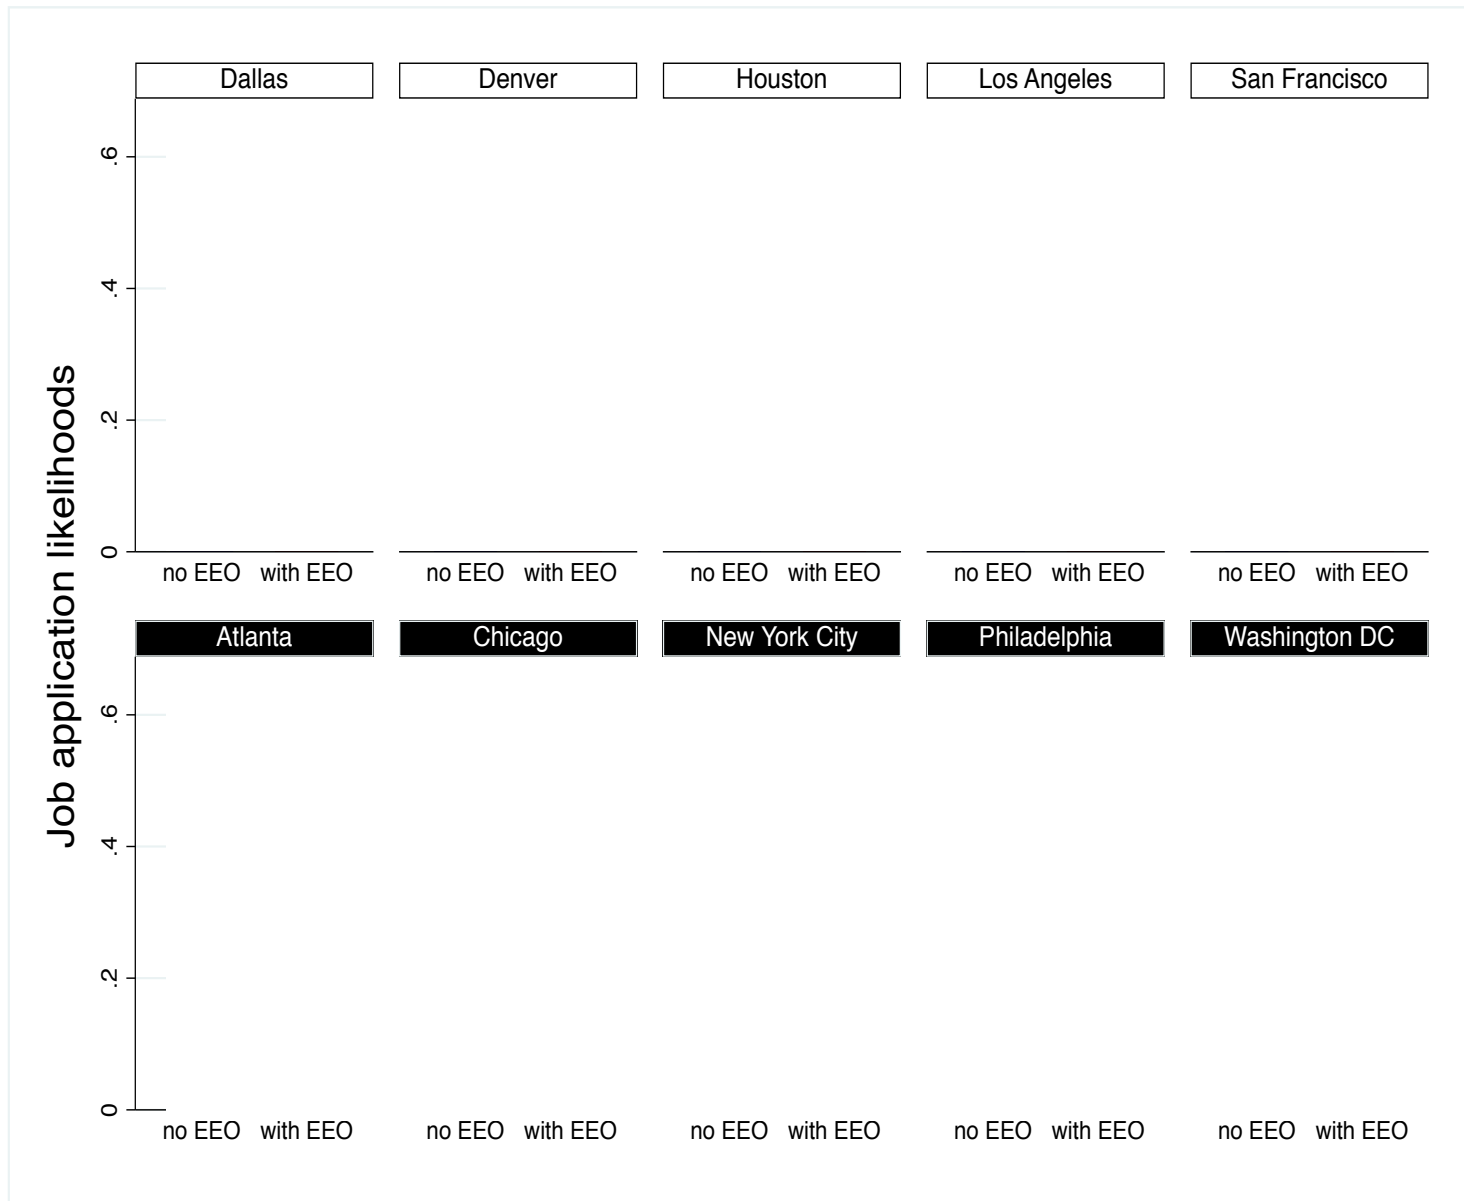 Job application likelihoods
Dallas Denver Houston Los Angeles San Francisco
.6
.4
.2
0
no EEO with EEO no EEO with EEO no EEO with EEO no EEO with EEO no EEO with EEO
Atlanta Chicago New York City Philadelphia Washington DC
.6
.4
.2
0
no EEO with EEO no EEO with EEO no EEO with EEO no EEO with EEO no EEO with EEO